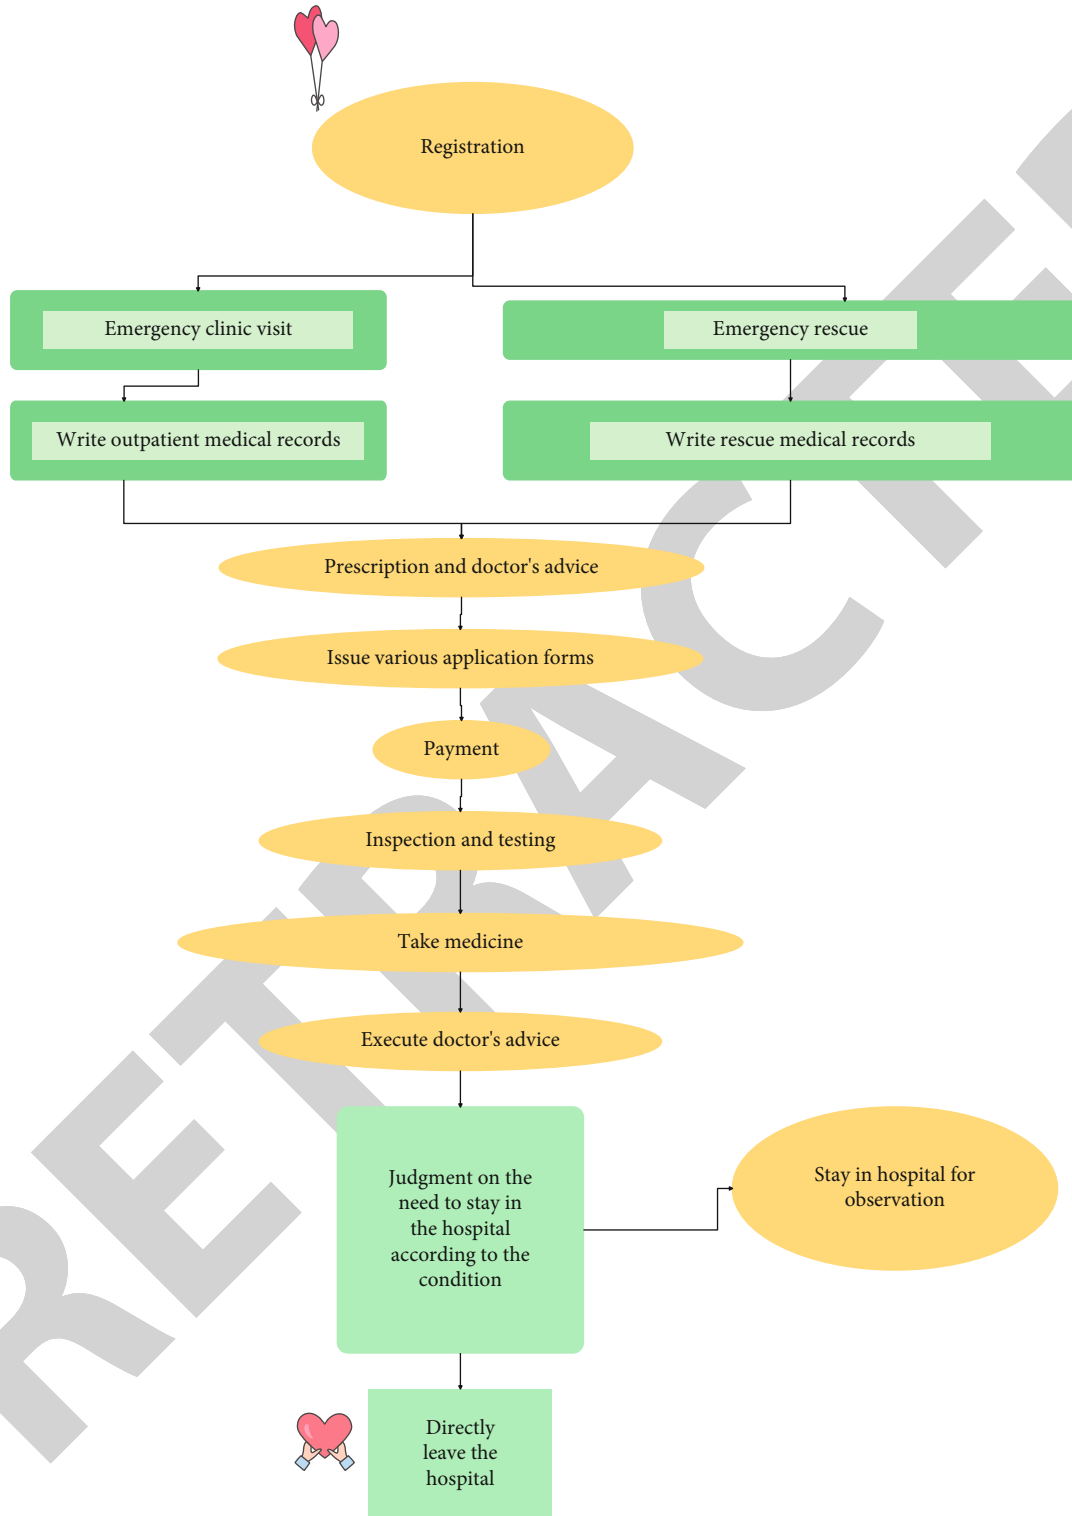 Registration
Emergency clinic visit
Emergency rescue
Write outpatient medical records
Write rescue medical records
Prescription and doctor's advice
Issue various application forms
Payment
Inspection and testing
Take medicine
Execute doctor's advice
Judgment on the
need to stay in
the hospital
according to the
condition
Stay in hospital for
observation
Directly
leave the
hospital
RETRACTE